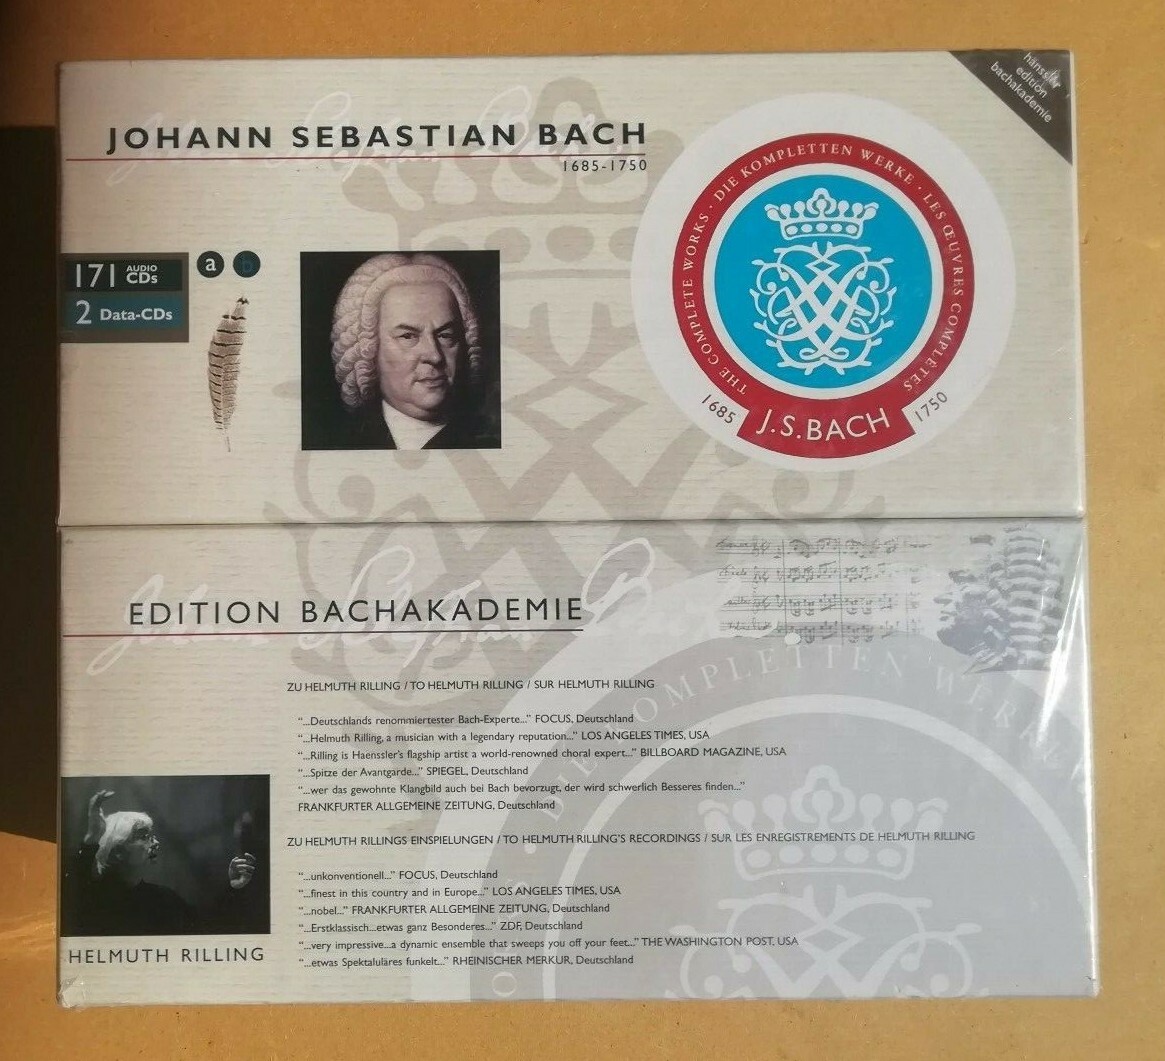 JOHANN SEBASTIAN BACH
1685-1750
hänssler
edition
bachakademie
171 AUDIO CDs
2 Data-CDs
a b
THE COMPLETE WORKS · DIE KOMPLETTEN WERKE · LES ŒUVRES COMPLÈTES
1685 J.S.BACH 1750
EDITION BACHAKADEMIE
DIE KOMPLETTEN WERKE
ZU HELMUTH RILLING / TO HELMUTH RILLING / SUR HELMUTH RILLING
“...Deutschlands renommiertester Bach-Experte...” FOCUS, Deutschland
“...Helmuth Rilling, a musician with a legendary reputation...” LOS ANGELES TIMES, USA
“...Rilling is Haenssler's flagship artist a world-renowned choral expert...” BILLBOARD MAGAZINE, USA
“...Spitze der Avantgarde...” SPIEGEL, Deutschland
“...wer das gewohnte Klangbild auch bei Bach bevorzugt, der wird schwerlich Besseres finden...”
FRANKFURTER ALLGEMEINE ZEITUNG, Deutschland
ZU HELMUTH RILLINGS EINSPIELUNGEN / TO HELMUTH RILLING'S RECORDINGS / SUR LES ENREGISTREMENTS DE HELMUTH RILLING
“...unkonventionell...” FOCUS, Deutschland
“...finest in this country and in Europe...” LOS ANGELES TIMES, USA
“...nobel...” FRANKFURTER ALLGEMEINE ZEITUNG, Deutschland
“...Erstklassisch...etwas ganz Besonderes...” ZDF, Deutschland
“...very impressive...a dynamic ensemble that sweeps you off your feet...” THE WASHINGTON POST, USA
“...etwas Spektaluläres funkelt...” RHEINISCHER MERKUR, Deutschland
HELMUTH RILLING